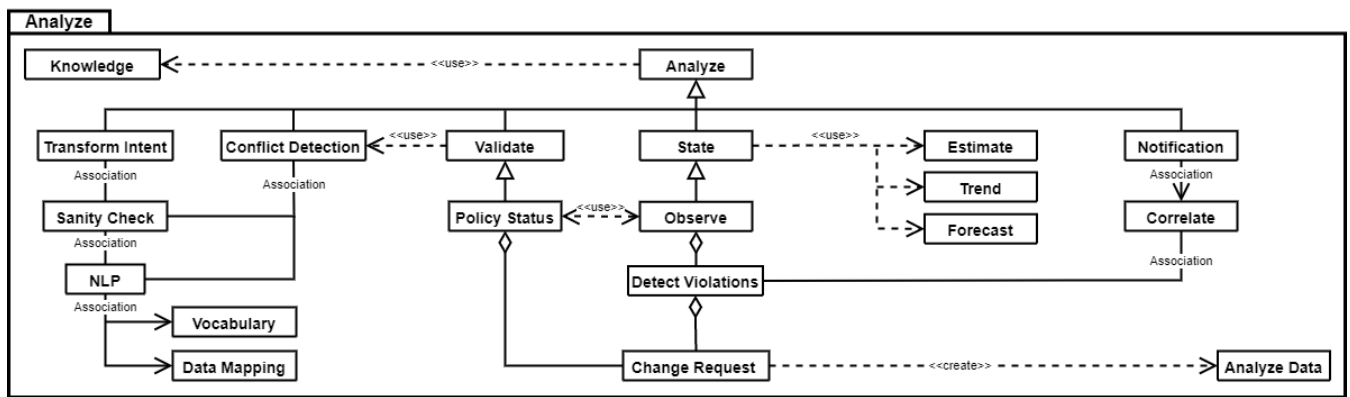 Analyze
Knowledge
<<use>>
Analyze
Transform Intent
Conflict Detection
<<use>>
Validate
State
<<use>>
Estimate
Notification
Association
Association
Trend
Association
Sanity Check
Policy Status
<<use>>
Observe
Forecast
Correlate
Association
Association
NLP
Detect Violations
Association
Vocabulary
Data Mapping
Change Request
<<create>>
Analyze Data